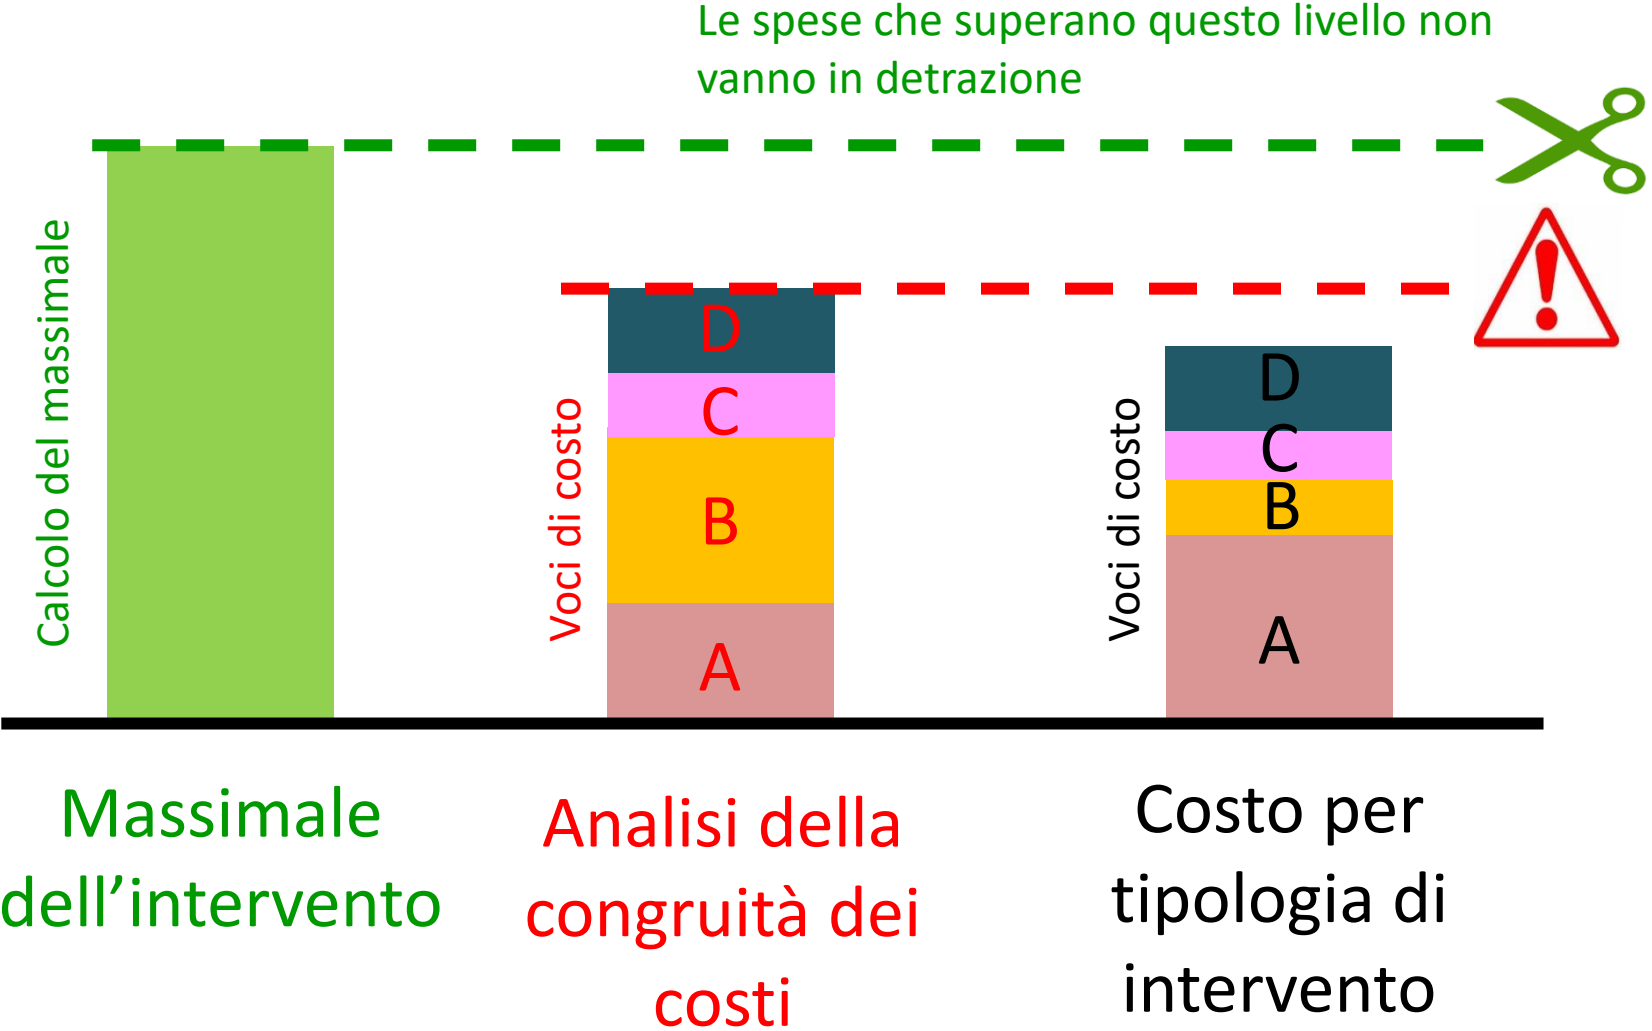 Le spese che superano questo livello non
vanno in detrazione
Calcolo del massimale
Voci di costo
D
C
B
A
Voci di costo
D
C
B
A
Massimale
dell’intervento
Analisi della
congruità dei
costi
Costo per
tipologia di
intervento